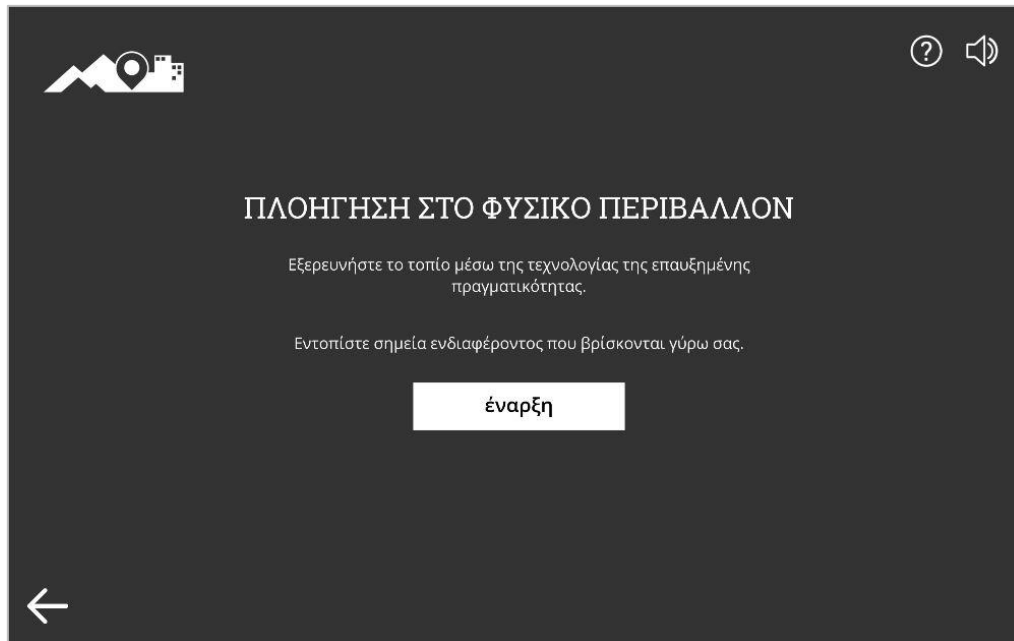 ΠΛΟΗΓΗΣΗ ΣΤΟ ΦΥΣΙΚΟ ΠΕΡΙΒΑΛΛΟΝ
Εξερευνήστε το τοπίο μέσω της τεχνολογίας της επαυξημένης
πραγματικότητας.
Εντοπίστε σημεία ενδιαφέροντος που βρίσκονται γύρω σας.
έναρξη